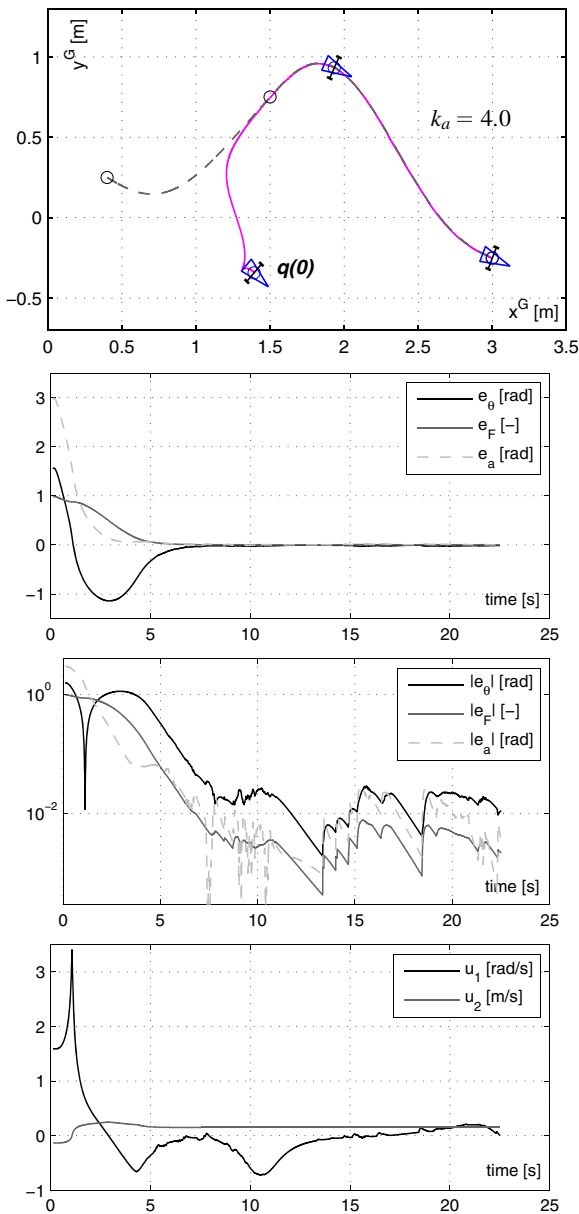 y^G [m]
1
0.5
0
−0.5
k_a = 4.0
q(0)
x^G [m]
0 0.5 1 1.5 2 2.5 3 3.5
3
2
1
0
−1
e_θ [rad]
e_F [−]
e_a [rad]
time [s]
0 5 10 15 20 25
10^0
10^−2
|e_θ| [rad]
|e_F| [−]
|e_a| [rad]
time [s]
0 5 10 15 20 25
3
2
1
0
−1
u_1 [rad/s]
u_2 [m/s]
time [s]
0 5 10 15 20 25